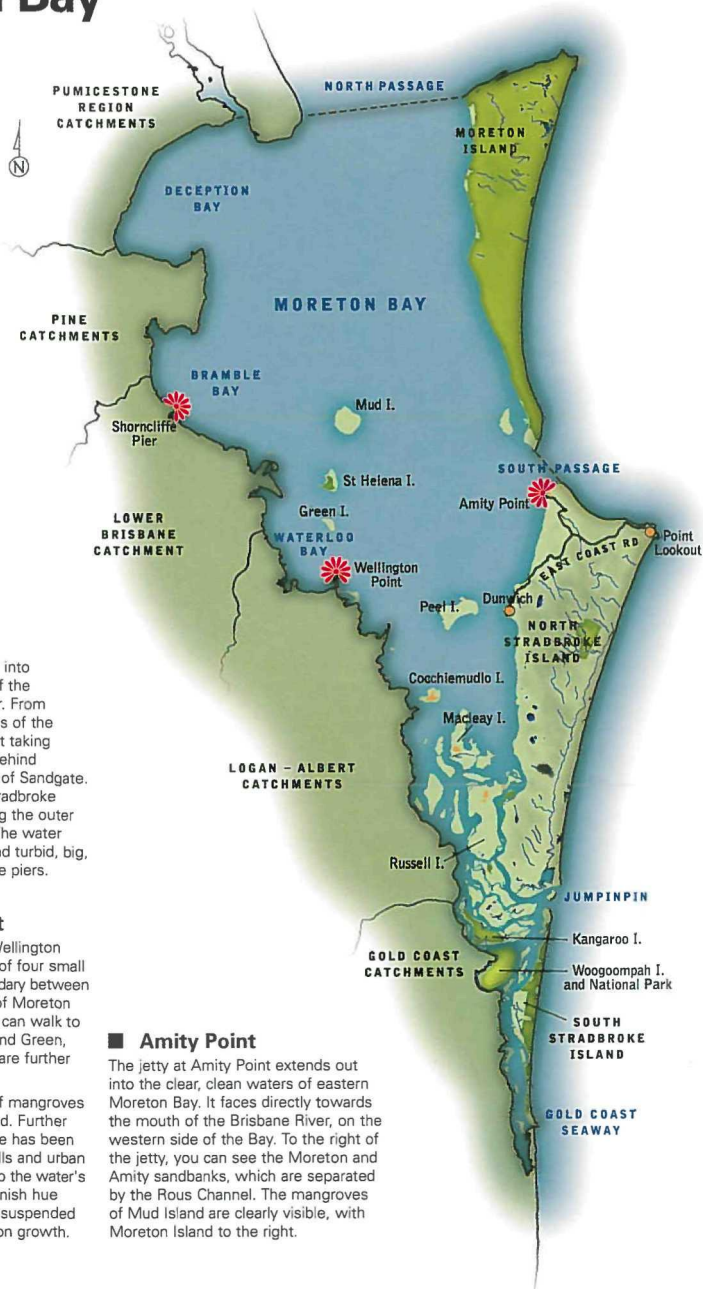 Bay
PUMICESTONE
REGION
CATCHMENTS
NORTH PASSAGE
MORETON
ISLAND
N
DECEPTION
BAY
MORETON BAY
PINE
CATCHMENTS
BRAMBLE
BAY
Mud I.
Shorncliffe
Pier
SOUTH PASSAGE
St Helena I.
Amity Point
Green I.
LOWER
BRISBANE
CATCHMENT
WATERLOO
BAY
Point
Lookout
EAST COAST RD
Wellington
Point
Peel I.
Dunwich
NORTH
STRADBROKE
ISLAND
Coochiemudlo I.
Macleay I.
LOGAN – ALBERT
CATCHMENTS
Russell I.
JUMPINPIN
Kangaroo I.
GOLD COAST
CATCHMENTS
Woogoompah I.
and National Park
SOUTH
STRADBROKE
ISLAND
GOLD COAST
SEAWAY
into
f the
r. From
s of the
t taking
ehind
of Sandgate.
radbroke
g the outer
he water
nd turbid, big,
e piers.
t
Wellington
of four small
dary between
of Moreton
can walk to
nd Green,
are further
f mangroves
d. Further
e has been
lls and urban
o the water's
nish hue
suspended
on growth.
■ Amity Point
The jetty at Amity Point extends out
into the clear, clean waters of eastern
Moreton Bay. It faces directly towards
the mouth of the Brisbane River, on the
western side of the Bay. To the right of
the jetty, you can see the Moreton and
Amity sandbanks, which are separated
by the Rous Channel. The mangroves
of Mud Island are clearly visible, with
Moreton Island to the right.